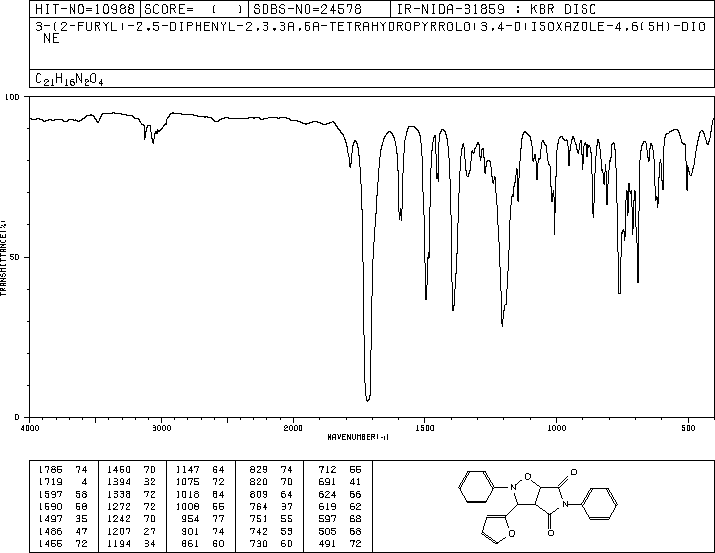 HIT-NO=10988 SCORE= ( ) SDBS-NO=24578 IR-NIDA-31859 : KBR DISC
3-(2-FURYL)-2,5-DIPHENYL-2,3,3A,6A-TETRAHYDROPYRROLO(3,4-D)ISOXAZOLE-4,6(5H)-DIO
NE
C21H16N2O4
100
50
0
TRANSMITTANCE(%)
4000 3000 2000 1500 1000 500
WAVENUMBER(-1)
1786 74 1460 70 1147 64 829 74 712 55
1719 4 1394 32 1075 72 820 70 691 41
1597 58 1338 72 1018 64 809 64 624 66
1590 60 1272 72 1008 55 764 37 619 62
1497 35 1242 70 954 77 751 55 597 68
1486 47 1207 27 901 74 742 53 505 68
1455 72 1194 34 861 60 730 60 491 72
O
O
N
N
O
O